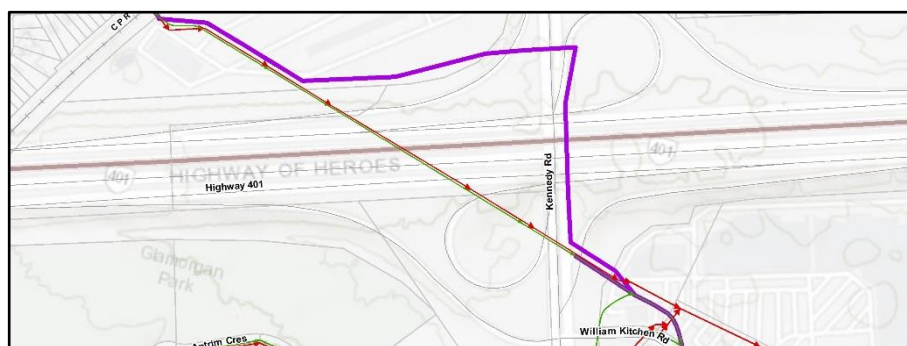 CPR
401
HIGHWAY OF HEROES
401
Highway 401
Kennedy Rd
Glamorgan
Park
William Kitchen Rd
Antrim Cres